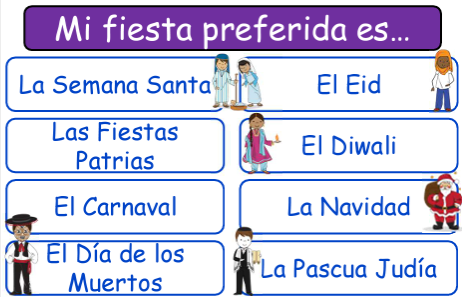 Mi fiesta preferida es...
La Semana Santa
El Eid
Las Fiestas
Patrias
El Diwali
El Carnaval
La Navidad
El Día de los
Muertos
La Pascua Judía